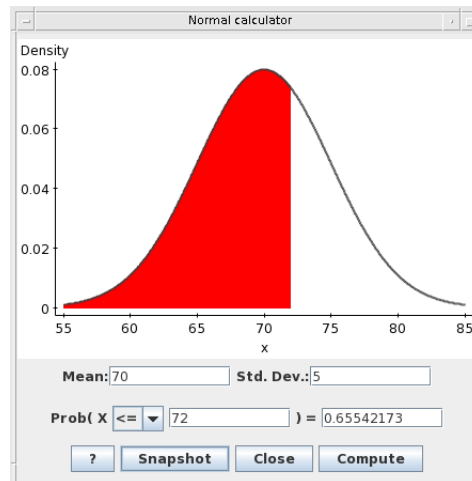 Normal calculator
Density
0.08
0.06
0.04
0.02
0
55 60 65 70 75 80 85
x
Mean: 70 Std. Dev.: 5
Prob( X <= 72 ) = 0.65542173
? Snapshot Close Compute